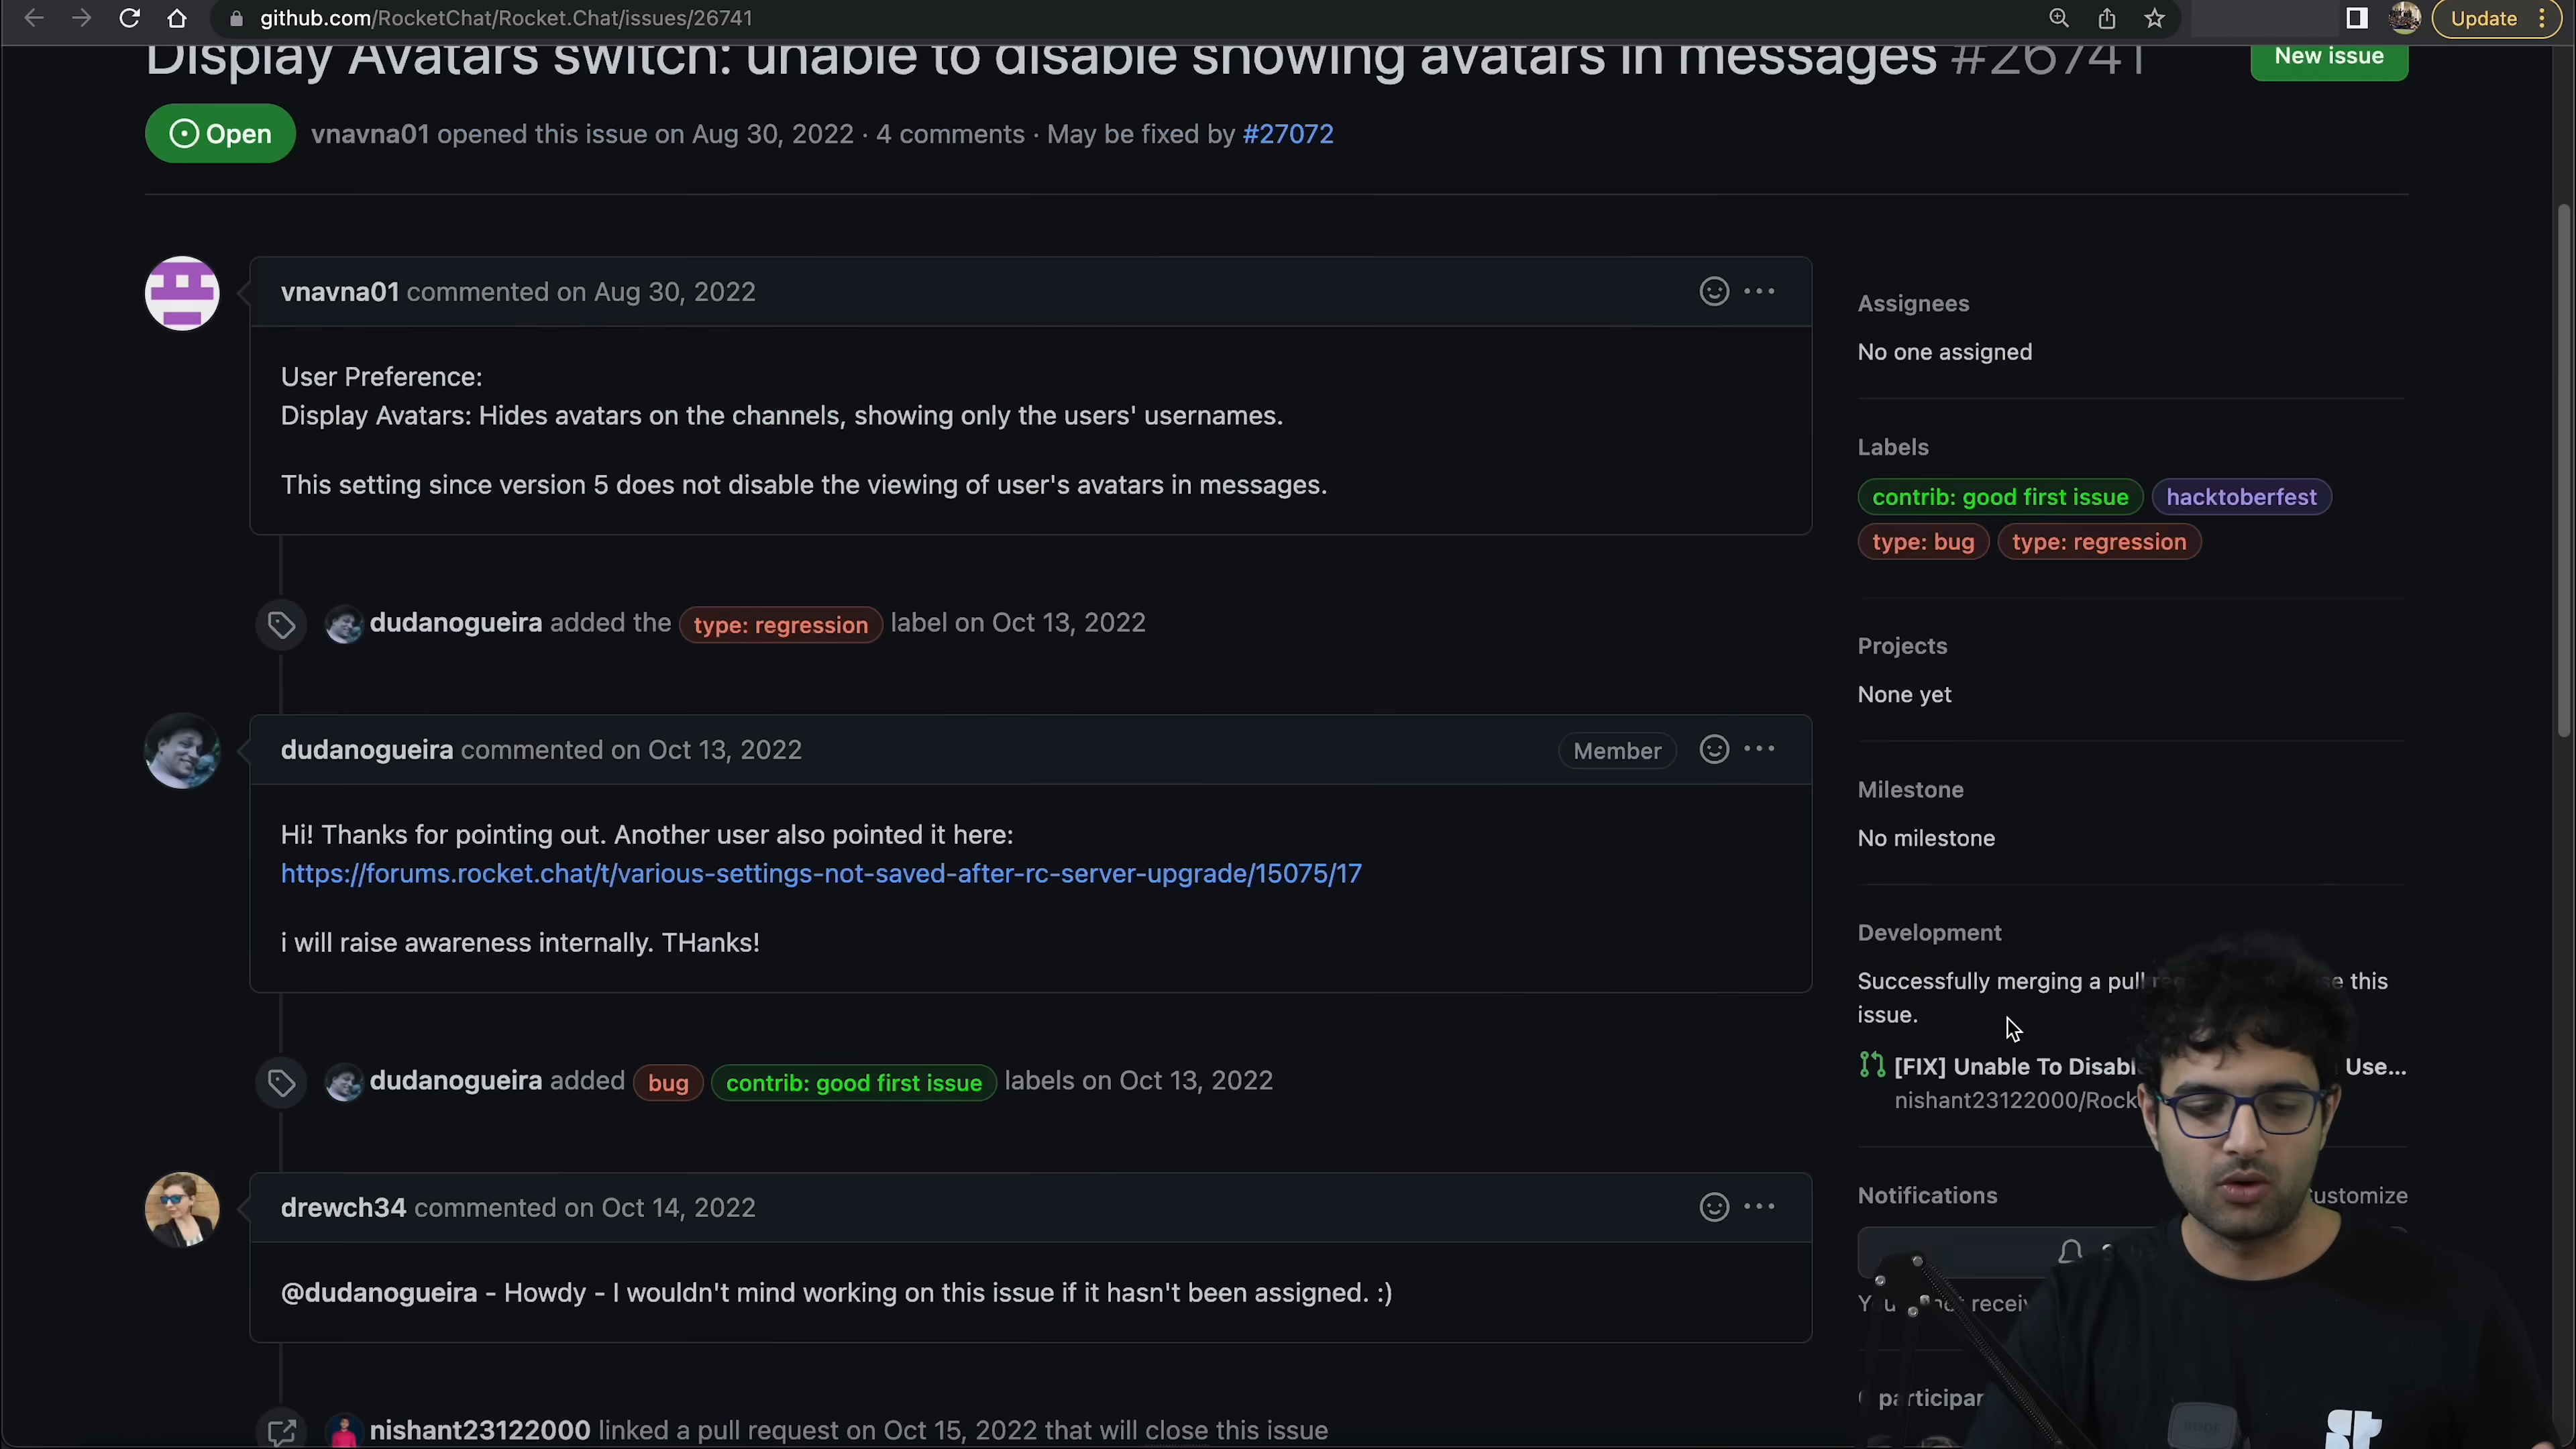 github.com/RocketChat/Rocket.Chat/issues/26741
Update
Display Avatars switch: unable to disable showing avatars in messages #26741
New issue
Open
vnavna01 opened this issue on Aug 30, 2022 · 4 comments · May be fixed by #27072
vnavna01 commented on Aug 30, 2022
User Preference:
Display Avatars: Hides avatars on the channels, showing only the users' usernames.
This setting since version 5 does not disable the viewing of user's avatars in messages.
dudanogueira added the type: regression label on Oct 13, 2022
dudanogueira commented on Oct 13, 2022
Member
Hi! Thanks for pointing out. Another user also pointed it here:
https://forums.rocket.chat/t/various-settings-not-saved-after-rc-server-upgrade/15075/17
i will raise awareness internally. THanks!
dudanogueira added bug contrib: good first issue labels on Oct 13, 2022
drewch34 commented on Oct 14, 2022
@dudanogueira - Howdy - I wouldn't mind working on this issue if it hasn't been assigned. :)
nishant23122000 linked a pull request on Oct 15, 2022 that will close this issue
Assignees
No one assigned
Labels
contrib: good first issue hacktoberfest
type: bug type: regression
Projects
None yet
Milestone
No milestone
Development
Successfully merging a pull this
issue.
[FIX] Unable To Use...
nishant23122000/
Notifications